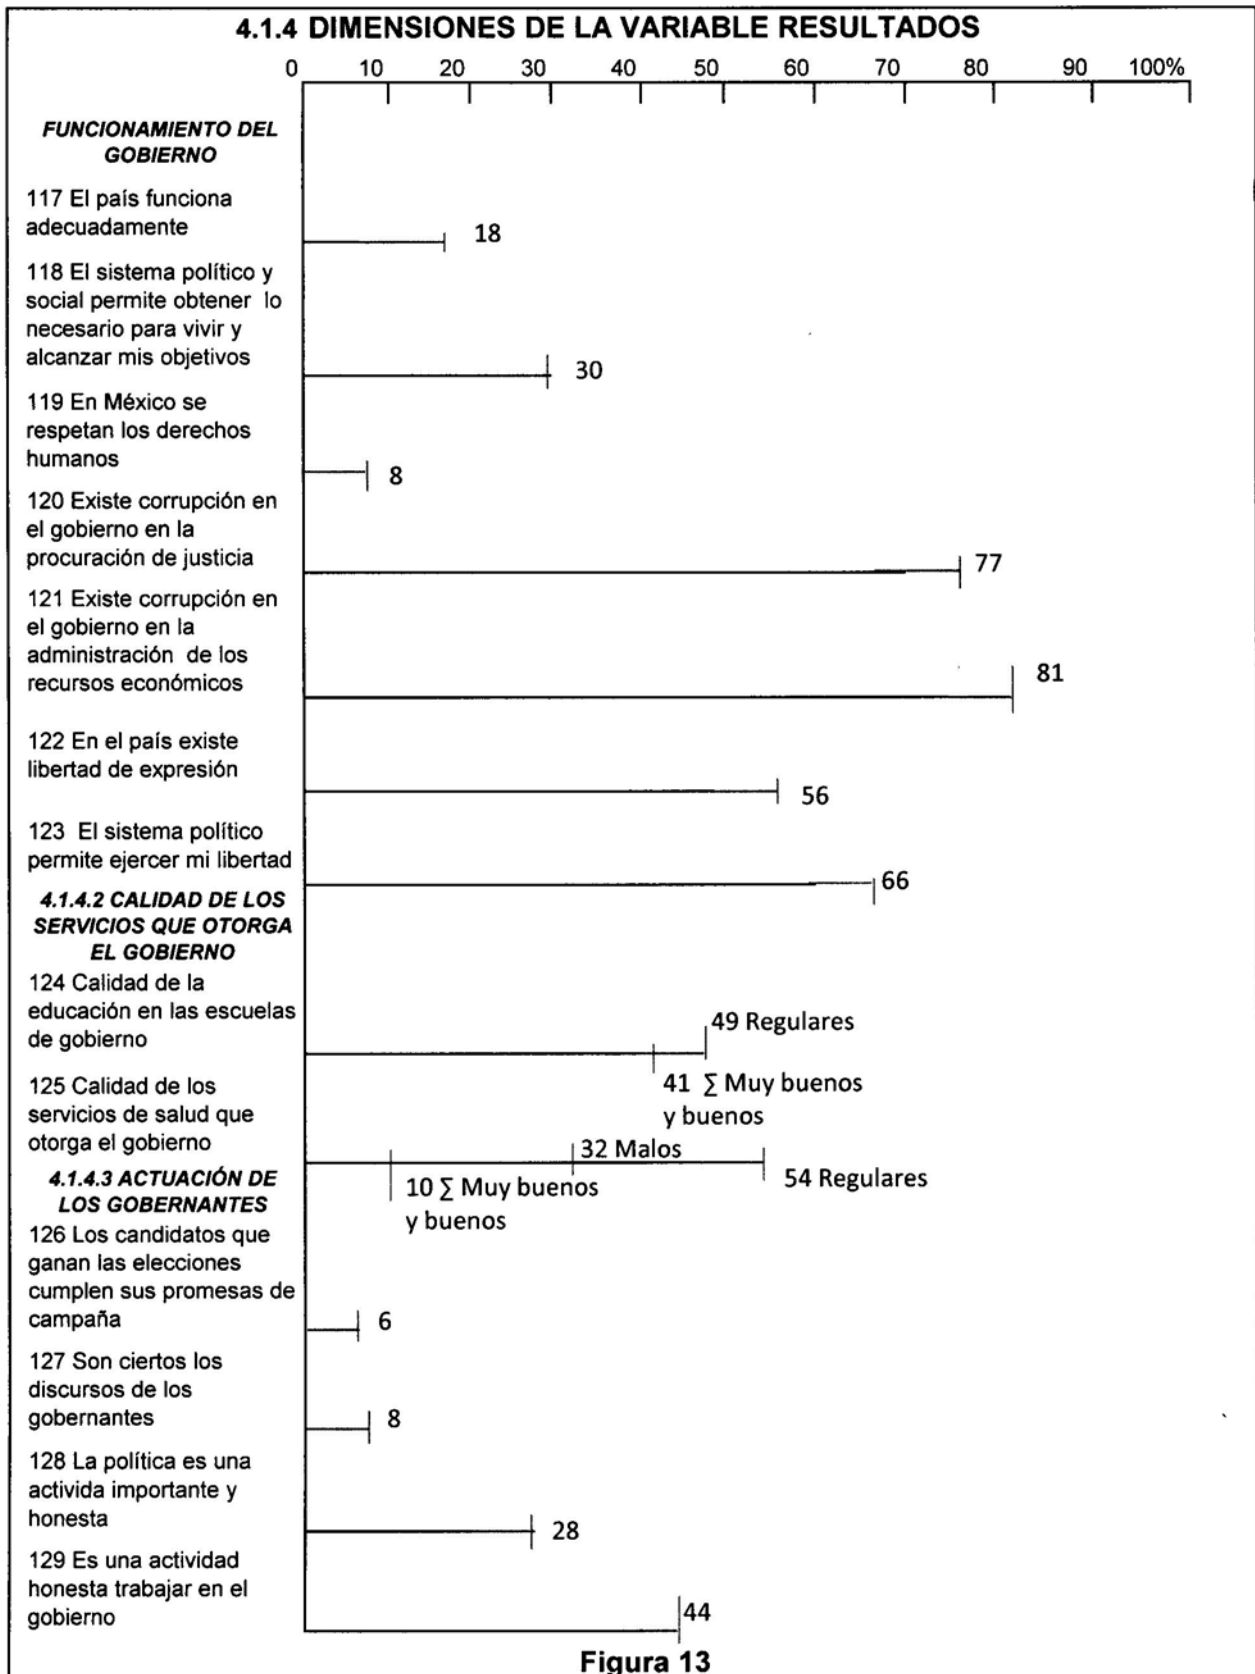 4.1.4 DIMENSIONES DE LA VARIABLE RESULTADOS
0 10 20 30 40 50 60 70 80 90 100%
FUNCIONAMIENTO DEL
GOBIERNO
117 El país funciona
adecuadamente
18
118 El sistema político y
social permite obtener lo
necesario para vivir y
alcanzar mis objetivos
30
119 En México se
respetan los derechos
humanos
8
120 Existe corrupción en
el gobierno en la
procuración de justicia
77
121 Existe corrupción en
el gobierno en la
administración de los
recursos económicos
81
122 En el país existe
libertad de expresión
56
123 El sistema político
permite ejercer mi libertad
66
4.1.4.2 CALIDAD DE LOS
SERVICIOS QUE OTORGA
EL GOBIERNO
124 Calidad de la
educación en las escuelas
de gobierno
49 Regulares
41 ∑ Muy buenos
y buenos
125 Calidad de los
servicios de salud que
otorga el gobierno
32 Malos
54 Regulares
10 ∑ Muy buenos
y buenos
4.1.4.3 ACTUACIÓN DE
LOS GOBERNANTES
126 Los candidatos que
ganan las elecciones
cumplen sus promesas de
campaña
6
127 Son ciertos los
discursos de los
gobernantes
8
128 La política es una
activida importante y
honesta
28
129 Es una actividad
honesta trabajar en el
gobierno
44
Figura 13